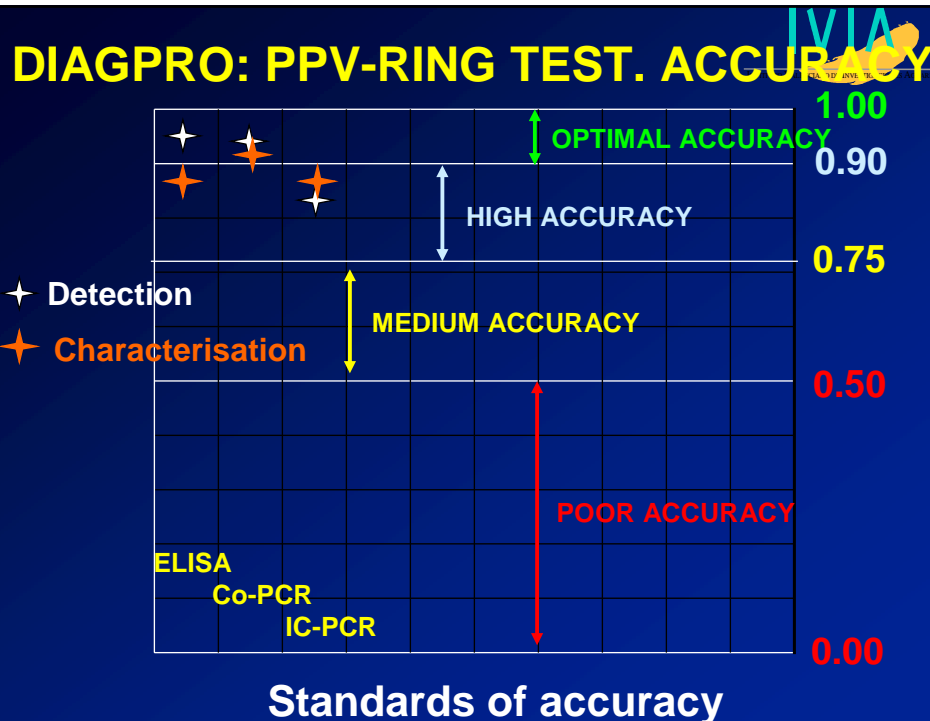 IVIA
DIAGPRO: PPV-RING TEST. ACCURACY
1.00
OPTIMAL ACCURACY
0.90
HIGH ACCURACY
0.75
Detection
MEDIUM ACCURACY
Characterisation
0.50
POOR ACCURACY
ELISA
Co-PCR
IC-PCR
0.00
Standards of accuracy